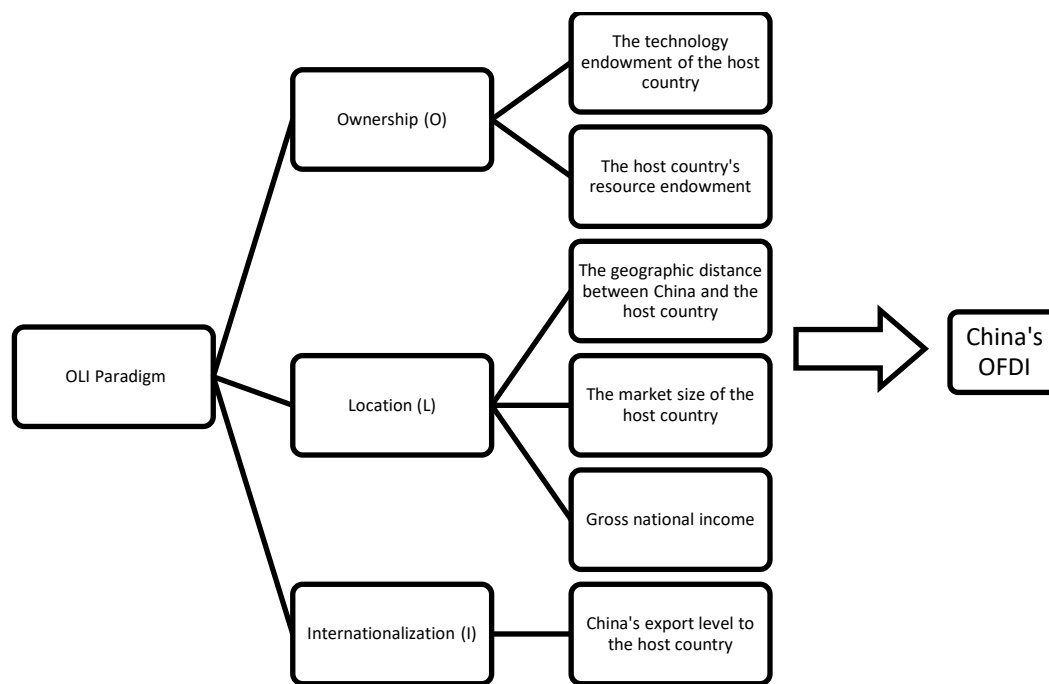 The technology
endowment of the host
country
Ownership (O)
The host country's
resource endowment
The geographic distance
between China and the
host country
China's
OFDI
OLI Paradigm
Location (L)
The market size of the
host country
Gross national income
Internationalization (I)
China's export level to
the host country